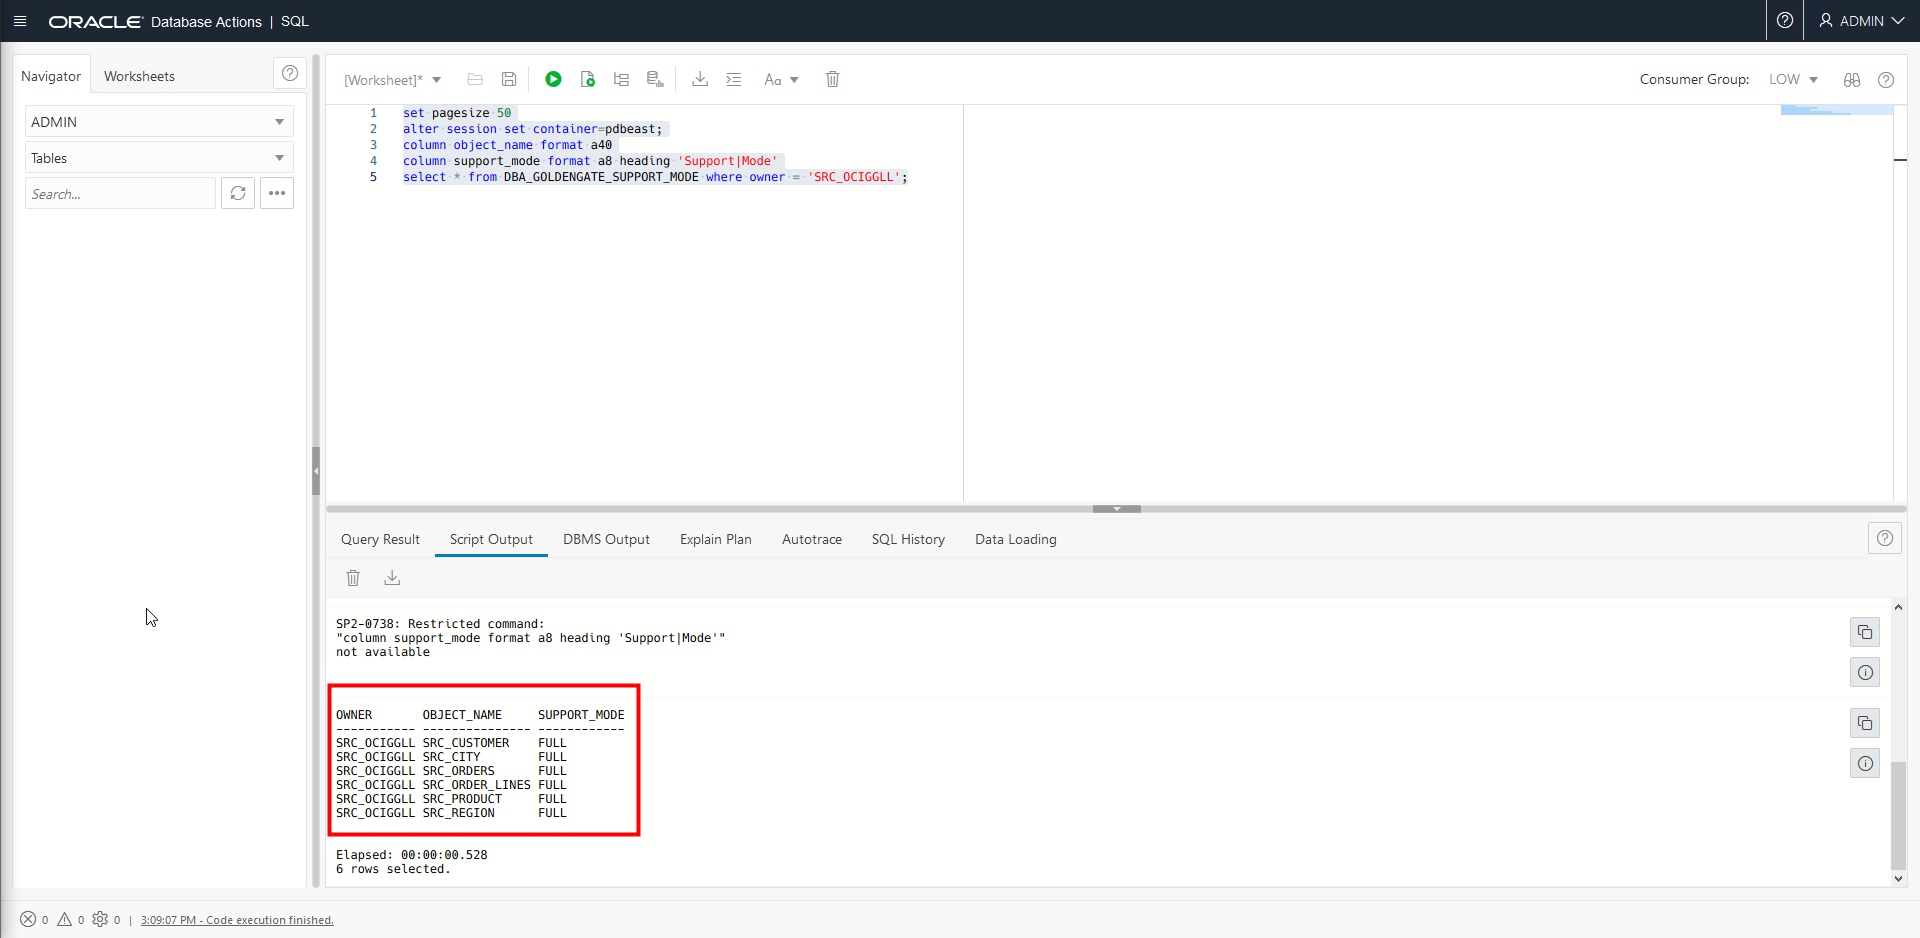 ORACLE Database Actions | SQL
ADMIN
Navigator
Worksheets
ADMIN
Tables
Search...
[Worksheet]*
Aa
Consumer Group:
LOW
1 set pagesize 50
2 alter session set container=pdbeast;
3 column object_name format a40
4 column support_mode format a8 heading 'Support|Mode'
5 select * from DBA_GOLDENGATE_SUPPORT_MODE where owner = 'SRC_OCIGGLL';
Query Result
Script Output
DBMS Output
Explain Plan
Autotrace
SQL History
Data Loading
SP2-0738: Restricted command:
"column support_mode format a8 heading 'Support|Mode'"
not available
OWNER OBJECT_NAME SUPPORT_MODE
----------- --------------- ------------
SRC_OCIGGLL SRC_CUSTOMER FULL
SRC_OCIGGLL SRC_CITY FULL
SRC_OCIGGLL SRC_ORDERS FULL
SRC_OCIGGLL SRC_ORDER_LINES FULL
SRC_OCIGGLL SRC_PRODUCT FULL
SRC_OCIGGLL SRC_REGION FULL
Elapsed: 00:00:00.528
6 rows selected.
0 0 0 | 3:09:07 PM - Code execution finished.